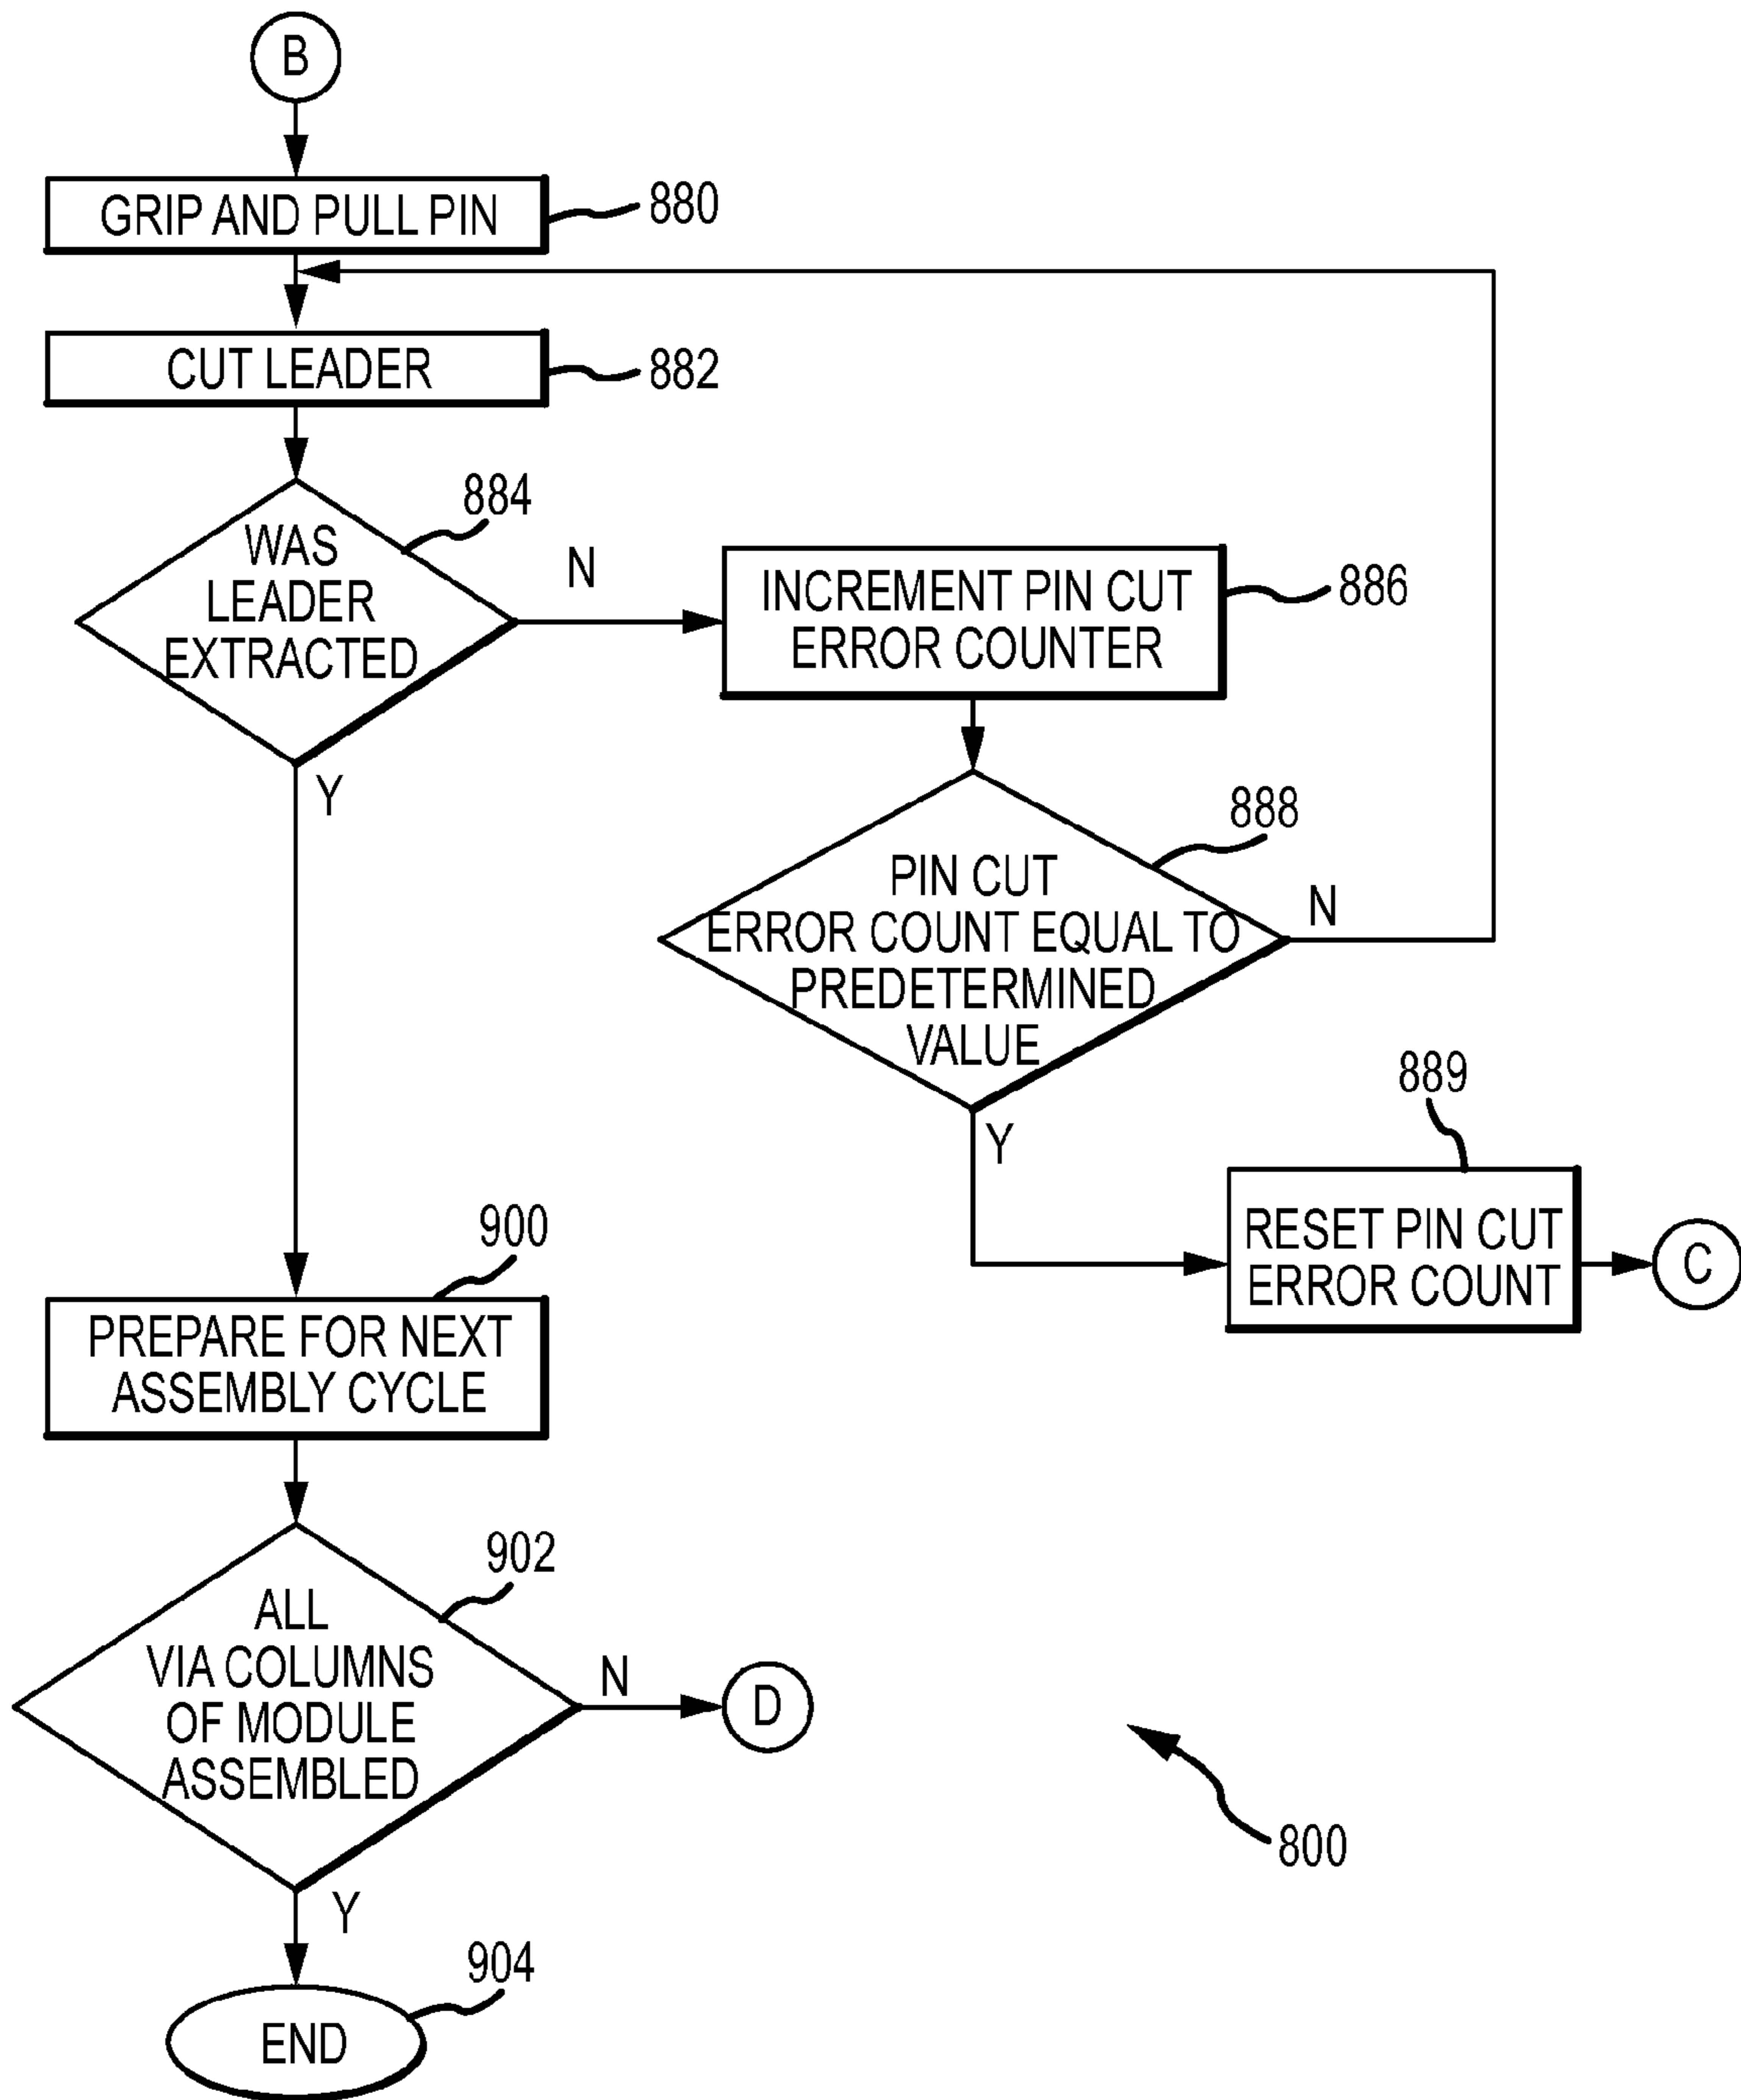 B
GRIP AND PULL PIN
880
CUT LEADER
882
884
WAS
LEADER
EXTRACTED
N
Y
INCREMENT PIN CUT
ERROR COUNTER
886
888
PIN CUT
ERROR COUNT EQUAL TO
PREDETERMINED
VALUE
N
Y
889
RESET PIN CUT
ERROR COUNT
C
900
PREPARE FOR NEXT
ASSEMBLY CYCLE
902
ALL
VIA COLUMNS
OF MODULE
ASSEMBLED
N
D
Y
800
904
END